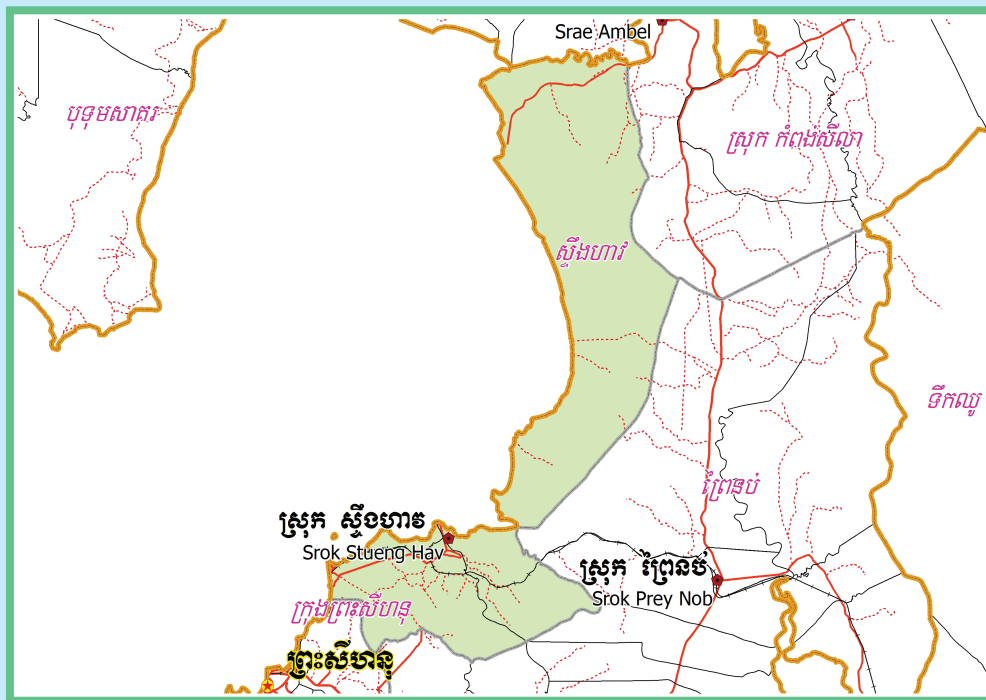 Srae Ambel
បុទុមសាគរ
ស្រុក កំពង់សីលា
ស្ទឹងហាវ
ទឹកឈូ
ព្រៃនប់
ស្រុក ស្ទឹងហាវ
Srok Stueng Hav
ស្រុក ព្រៃនប់
Srok Prey Nob
ក្រុងព្រះសីហនុ
ព្រះសីហនុ